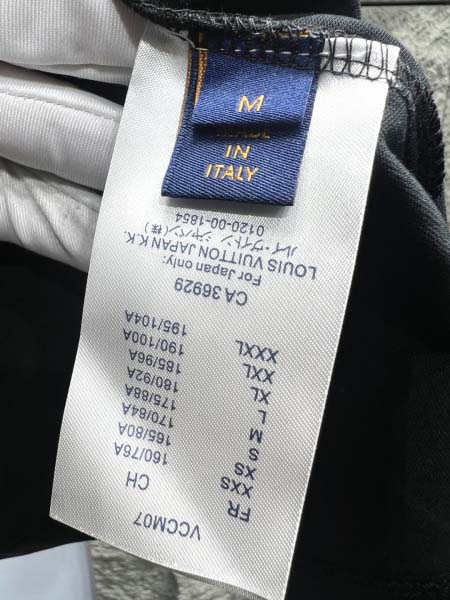 M
MADE
IN
ITALY
VCCM07
FR CH
XXS 160/76A
XS 165/80A
S 170/84A
M 175/88A
L 180/92A
XL 185/96A
XXL 190/100A
XXXL 195/104A
CA 36929
For Japan only:
LOUIS VUITTON JAPAN K.K.
ルイ・ヴィトン ジャパン(株)
0120-00-1854